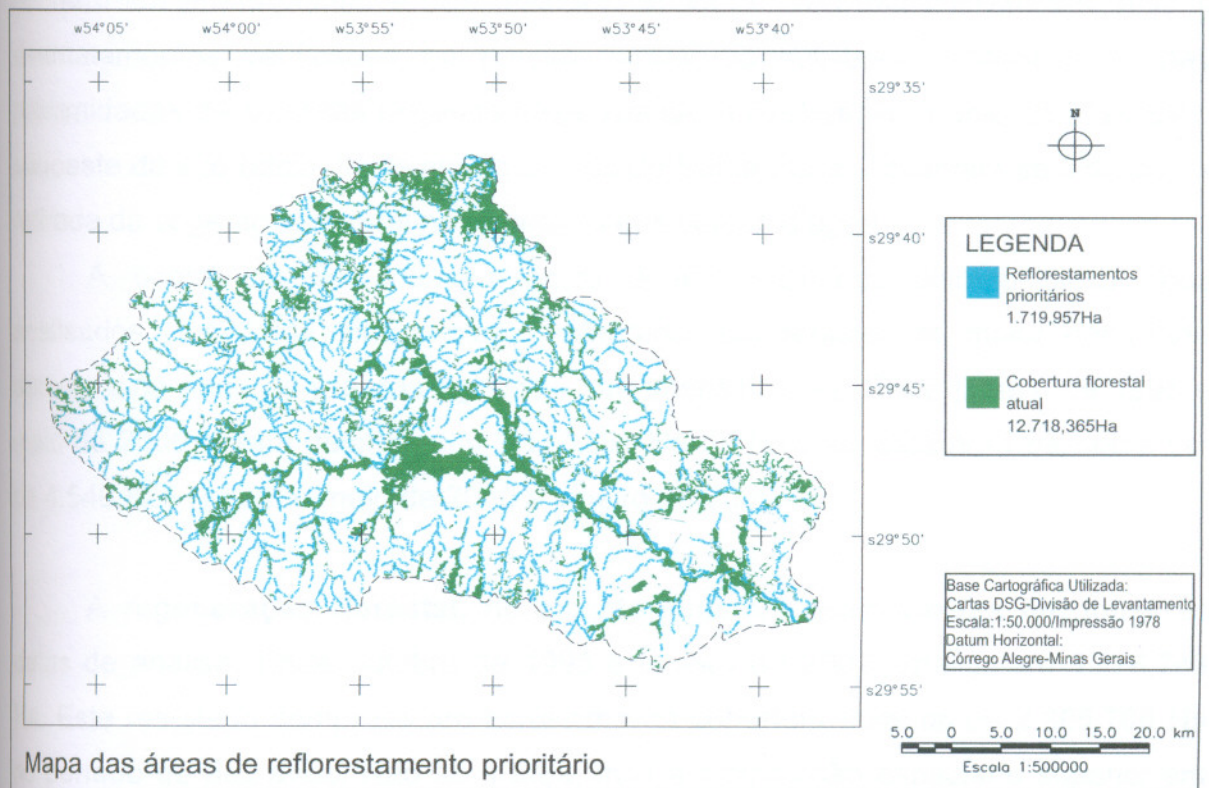 w54°05'
w54°00'
w53°55'
w53°50'
w53°45'
w53°40'
s29°35'
s29°40'
s29°45'
s29°50'
s29°55'
N
LEGENDA
Reflorestamentos
prioritários
1.719,957Ha
Cobertura florestal
atual
12.718,365Ha
Base Cartográfica Utilizada:
Cartas DSG-Divisão de Levantamento
Escala:1:50.000/Impressão 1978
Datum Horizontal:
Córrego Alegre-Minas Gerais
5.0 0 5.0 10.0 15.0 20.0 km
Escala 1:500000
Mapa das áreas de reflorestamento prioritário